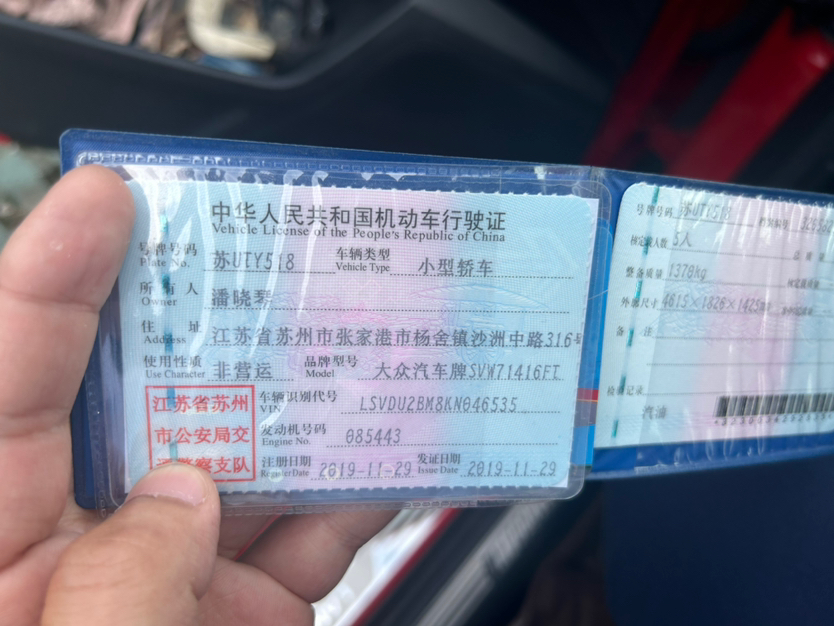 中华人民共和国机动车行驶证
Vehicle License of the People's Republic of China
号牌号码 Plate No. 苏UTY518 车辆类型 Vehicle Type 小型轿车
所有人 Owner 潘晓琴
住址 Address 江苏省苏州市张家港市杨舍镇沙洲中路316号
使用性质 Use Character 非营运 品牌型号 Model 大众汽车牌SVW71416FT
江苏省苏州
市公安局交
警察支队
车辆识别代号 VIN LSVDU2BM8KN046535
发动机号码 Engine No. 085443
注册日期 Register Date 2019-11-29 发证日期 Issue Date 2019-11-29
号牌号码 苏UTY518
核定载人数 5人
整备质量 1378kg
外廓尺寸 4615×1826×1425mm
备注
检验记录
汽油